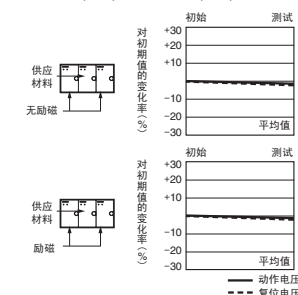 初始 测试
对初期值的变化率(%)
+30
+20
+10
-10
-20
-30
供应
材料
无励磁
平均值
初始 测试
对初期值的变化率(%)
+30
+20
+10
-10
-20
-30
供应
材料
励磁
平均值
动作电压
复位电压